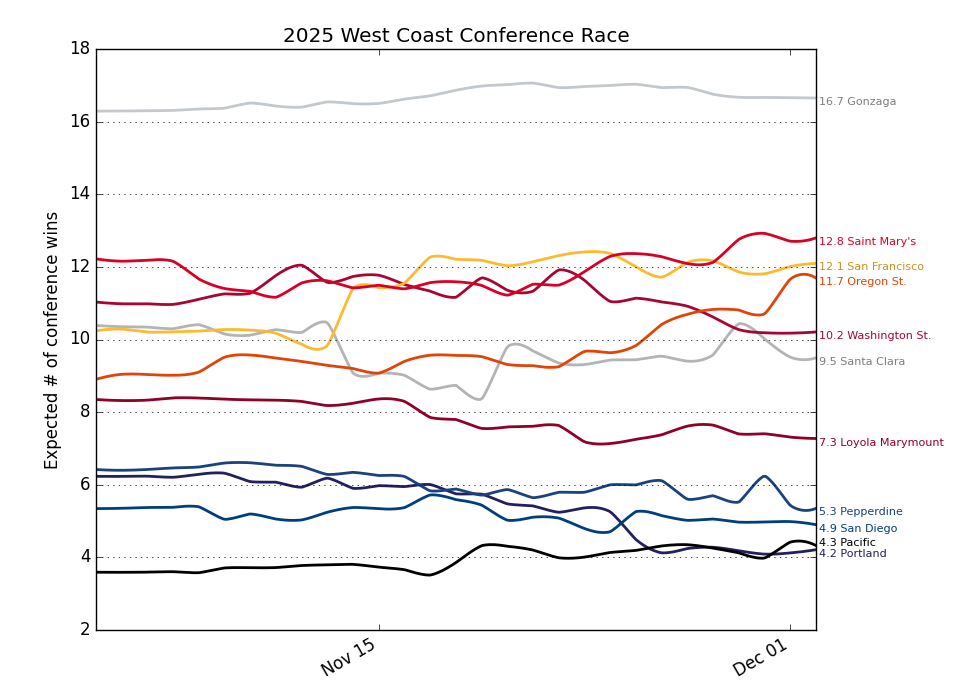 2025 West Coast Conference Race
Expected # of conference wins
18
16
14
12
10
8
6
4
2
Nov 15
Dec 01
16.7 Gonzaga
12.8 Saint Mary's
12.1 San Francisco
11.7 Oregon St.
10.2 Washington St.
9.5 Santa Clara
7.3 Loyola Marymount
5.3 Pepperdine
4.9 San Diego
4.3 Pacific
4.2 Portland